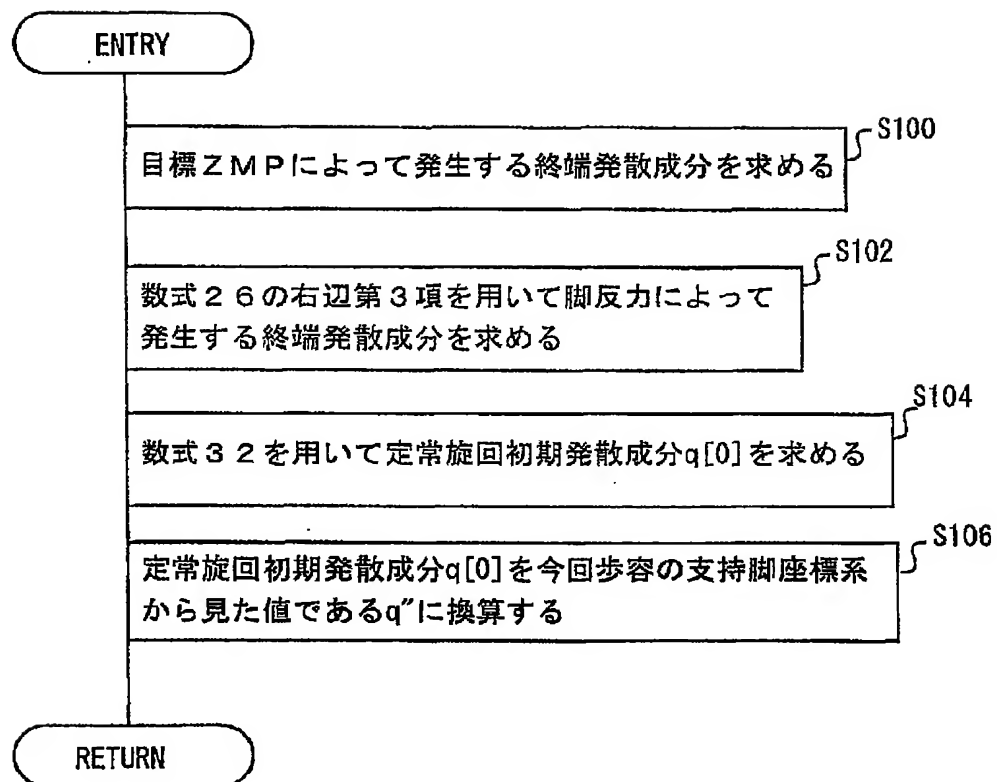 ENTRY
S100
目標ZMPによって発生する終端発散成分を求める
S102
数式26の右辺第3項を用いて脚反力によって
発生する終端発散成分を求める
S104
数式32を用いて定常旋回初期発散成分q[0]を求める
S106
定常旋回初期発散成分q[0]を今回歩容の支持脚座標系
から見た値であるq″に換算する
RETURN